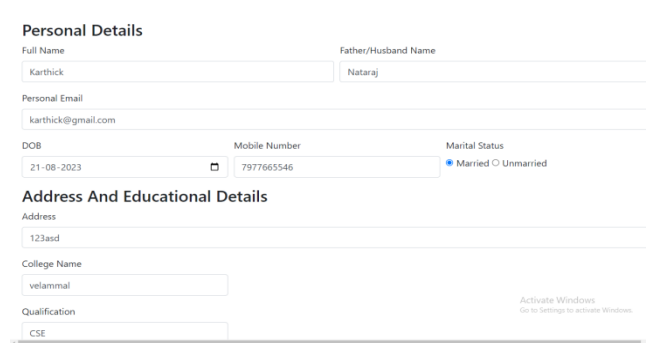 Personal Details
Full Name Father/Husband Name
Karthick Nataraj
Personal Email
karthick@gmail.com
DOB Mobile Number Marital Status
21-08-2023 7977665546 Married Unmarried
Address And Educational Details
Address
123asd
College Name
velammal
Activate Windows
Go to Settings to activate Windows.
Qualification
CSE